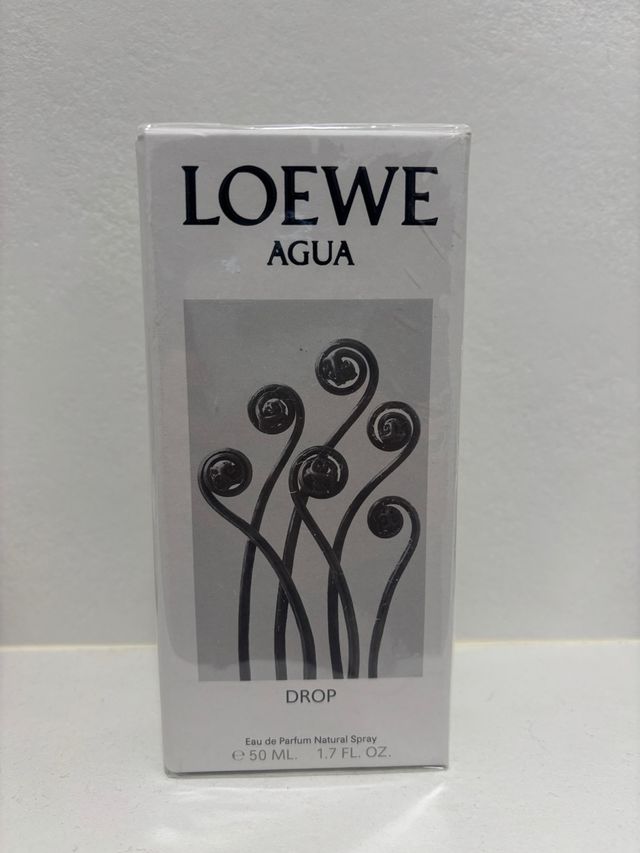 LOEWE
AGUA
DROP
Eau de Parfum Natural Spray
℮ 50 ML. 1.7 FL. OZ.